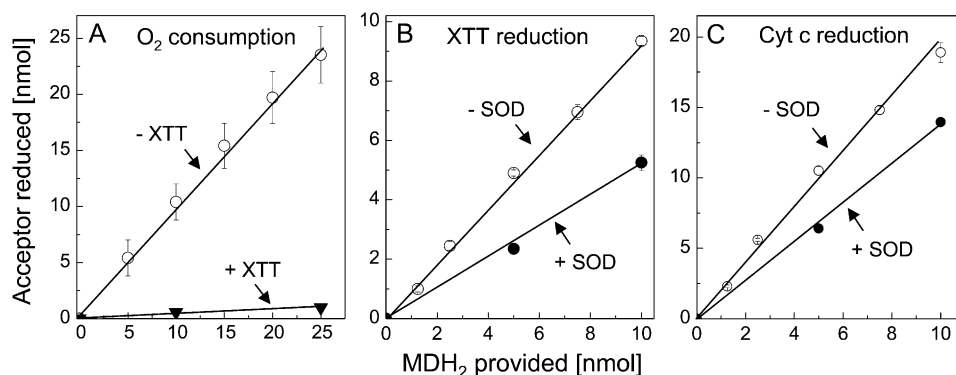 Acceptor reduced [nmol]
A
O₂ consumption
- XTT
+ XTT
25
20
15
10
5
0
0 5 10 15 20 25
B
XTT reduction
- SOD
+ SOD
10
8
6
4
2
0
0 2 4 6 8 10
C
Cyt c reduction
- SOD
+ SOD
20
15
10
5
0
0 2 4 6 8 10
MDH₂ provided [nmol]